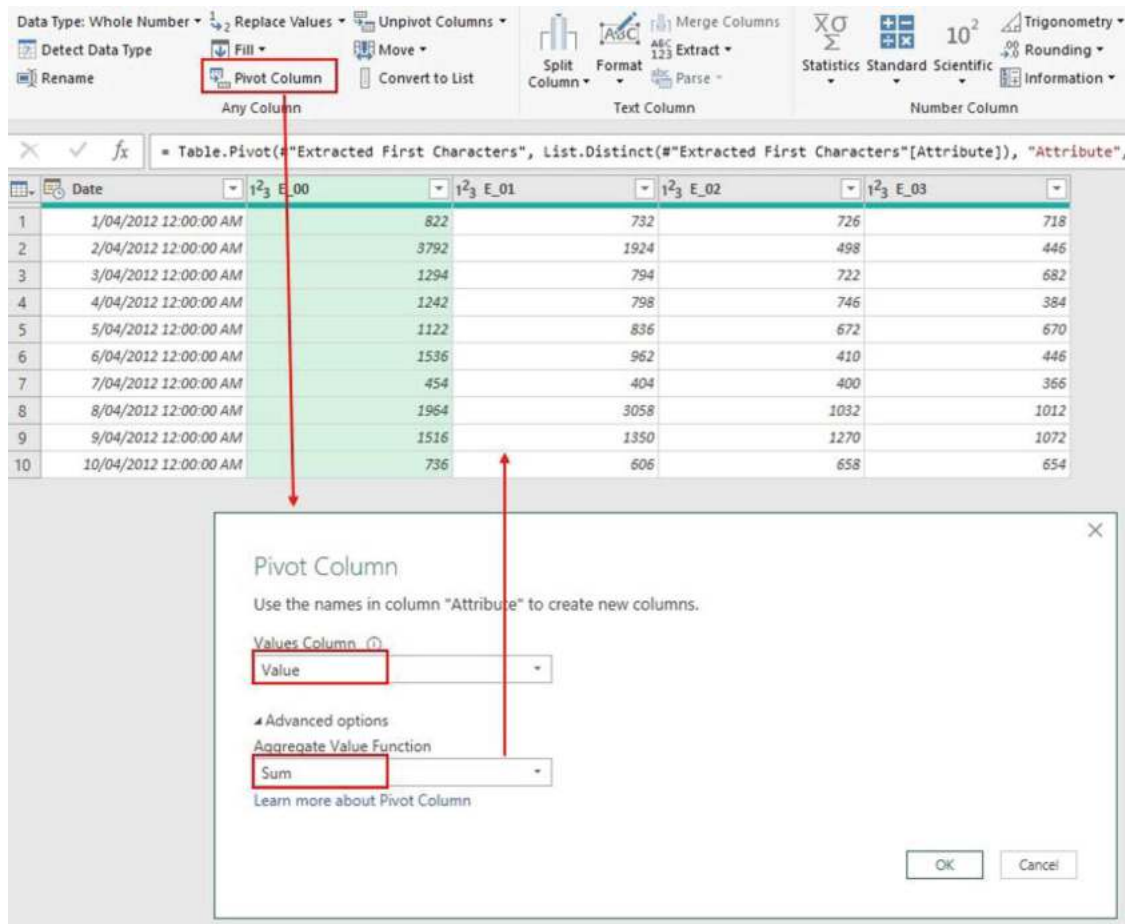 Data Type: Whole Number Replace Values Unpivot Columns Merge Columns Trigonometry
Detect Data Type Fill Move Split Column Format Extract Statistics Standard Scientific Rounding
Rename Pivot Column Convert to List Parse Information
Any Column Text Column Number Column
fx = Table.Pivot(#"Extracted First Characters", List.Distinct(#"Extracted First Characters"[Attribute]), "Attribute",
Date 123 E_00 123 E_01 123 E_02 123 E_03
1 1/04/2012 12:00:00 AM 822 732 726 718
2 2/04/2012 12:00:00 AM 3792 1924 498 446
3 3/04/2012 12:00:00 AM 1294 794 722 682
4 4/04/2012 12:00:00 AM 1242 798 746 384
5 5/04/2012 12:00:00 AM 1122 836 672 670
6 6/04/2012 12:00:00 AM 1536 962 410 446
7 7/04/2012 12:00:00 AM 454 404 400 366
8 8/04/2012 12:00:00 AM 1964 3058 1032 1012
9 9/04/2012 12:00:00 AM 1516 1350 1270 1072
10 10/04/2012 12:00:00 AM 736 606 658 654
Pivot Column
Use the names in column "Attribute" to create new columns.
Values Column
Value
Advanced options
Aggregate Value Function
Sum
Learn more about Pivot Column
OK Cancel